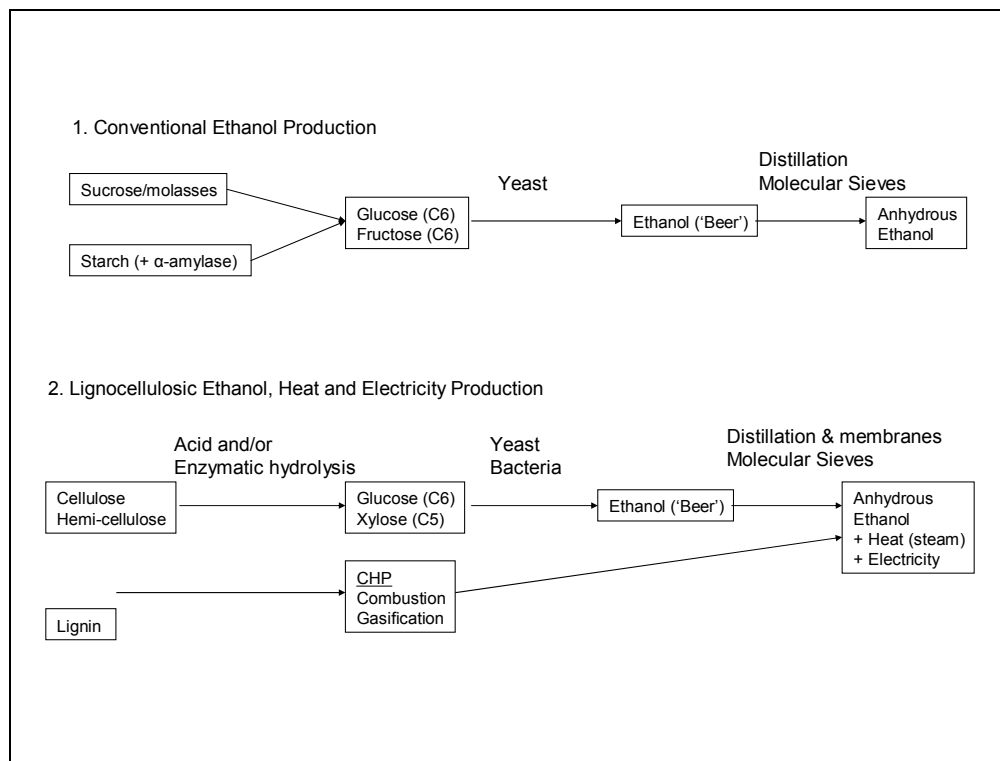 1. Conventional Ethanol Production
Sucrose/molasses
Starch (+ α-amylase)
Glucose (C6)
Fructose (C6)
Yeast
Ethanol (‘Beer’)
Distillation
Molecular Sieves
Anhydrous
Ethanol
2. Lignocellulosic Ethanol, Heat and Electricity Production
Cellulose
Hemi-cellulose
Acid and/or
Enzymatic hydrolysis
Glucose (C6)
Xylose (C5)
Yeast
Bacteria
Ethanol (‘Beer’)
Distillation & membranes
Molecular Sieves
Anhydrous
Ethanol
+ Heat (steam)
+ Electricity
Lignin
CHP
Combustion
Gasification